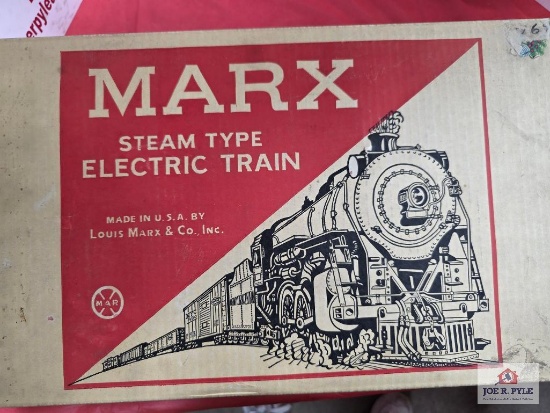 MARX
STEAM TYPE
ELECTRIC TRAIN
MADE IN U.S.A. BY
LOUIS MARX & CO., INC.
MAR
JOE R. PYLE